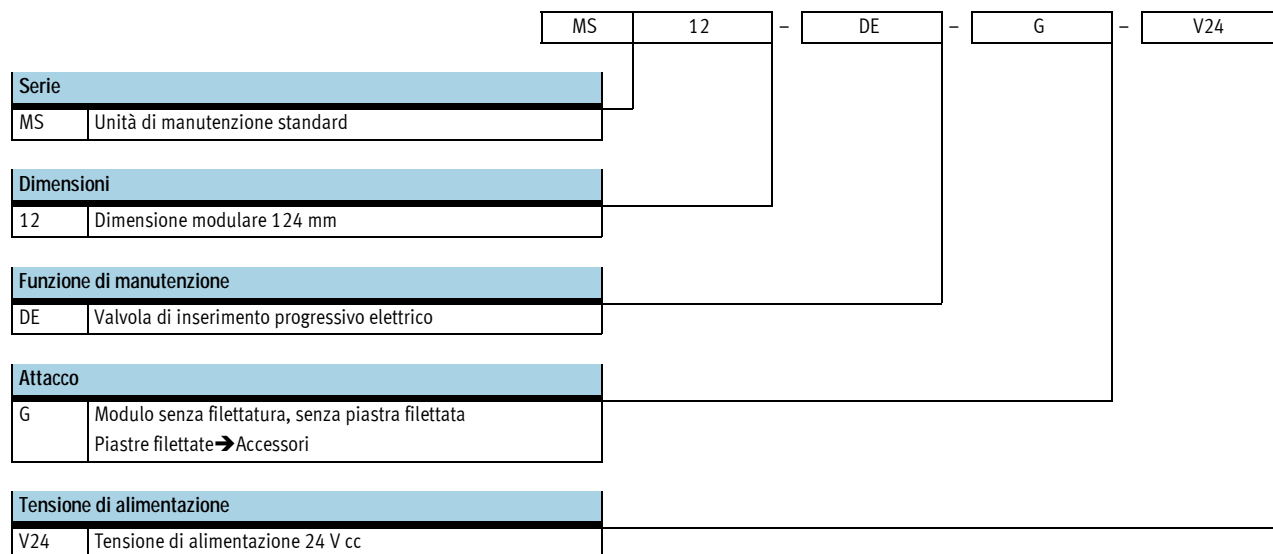 MS 12 – DE – G – V24
Serie
MS Unità di manutenzione standard
Dimensioni
12 Dimensione modulare 124 mm
Funzione di manutenzione
DE Valvola di inserimento progressivo elettrico
Attacco
G Modulo senza filettatura, senza piastra filettata
Piastre filettate➔Accessori
Tensione di alimentazione
V24 Tensione di alimentazione 24 V cc